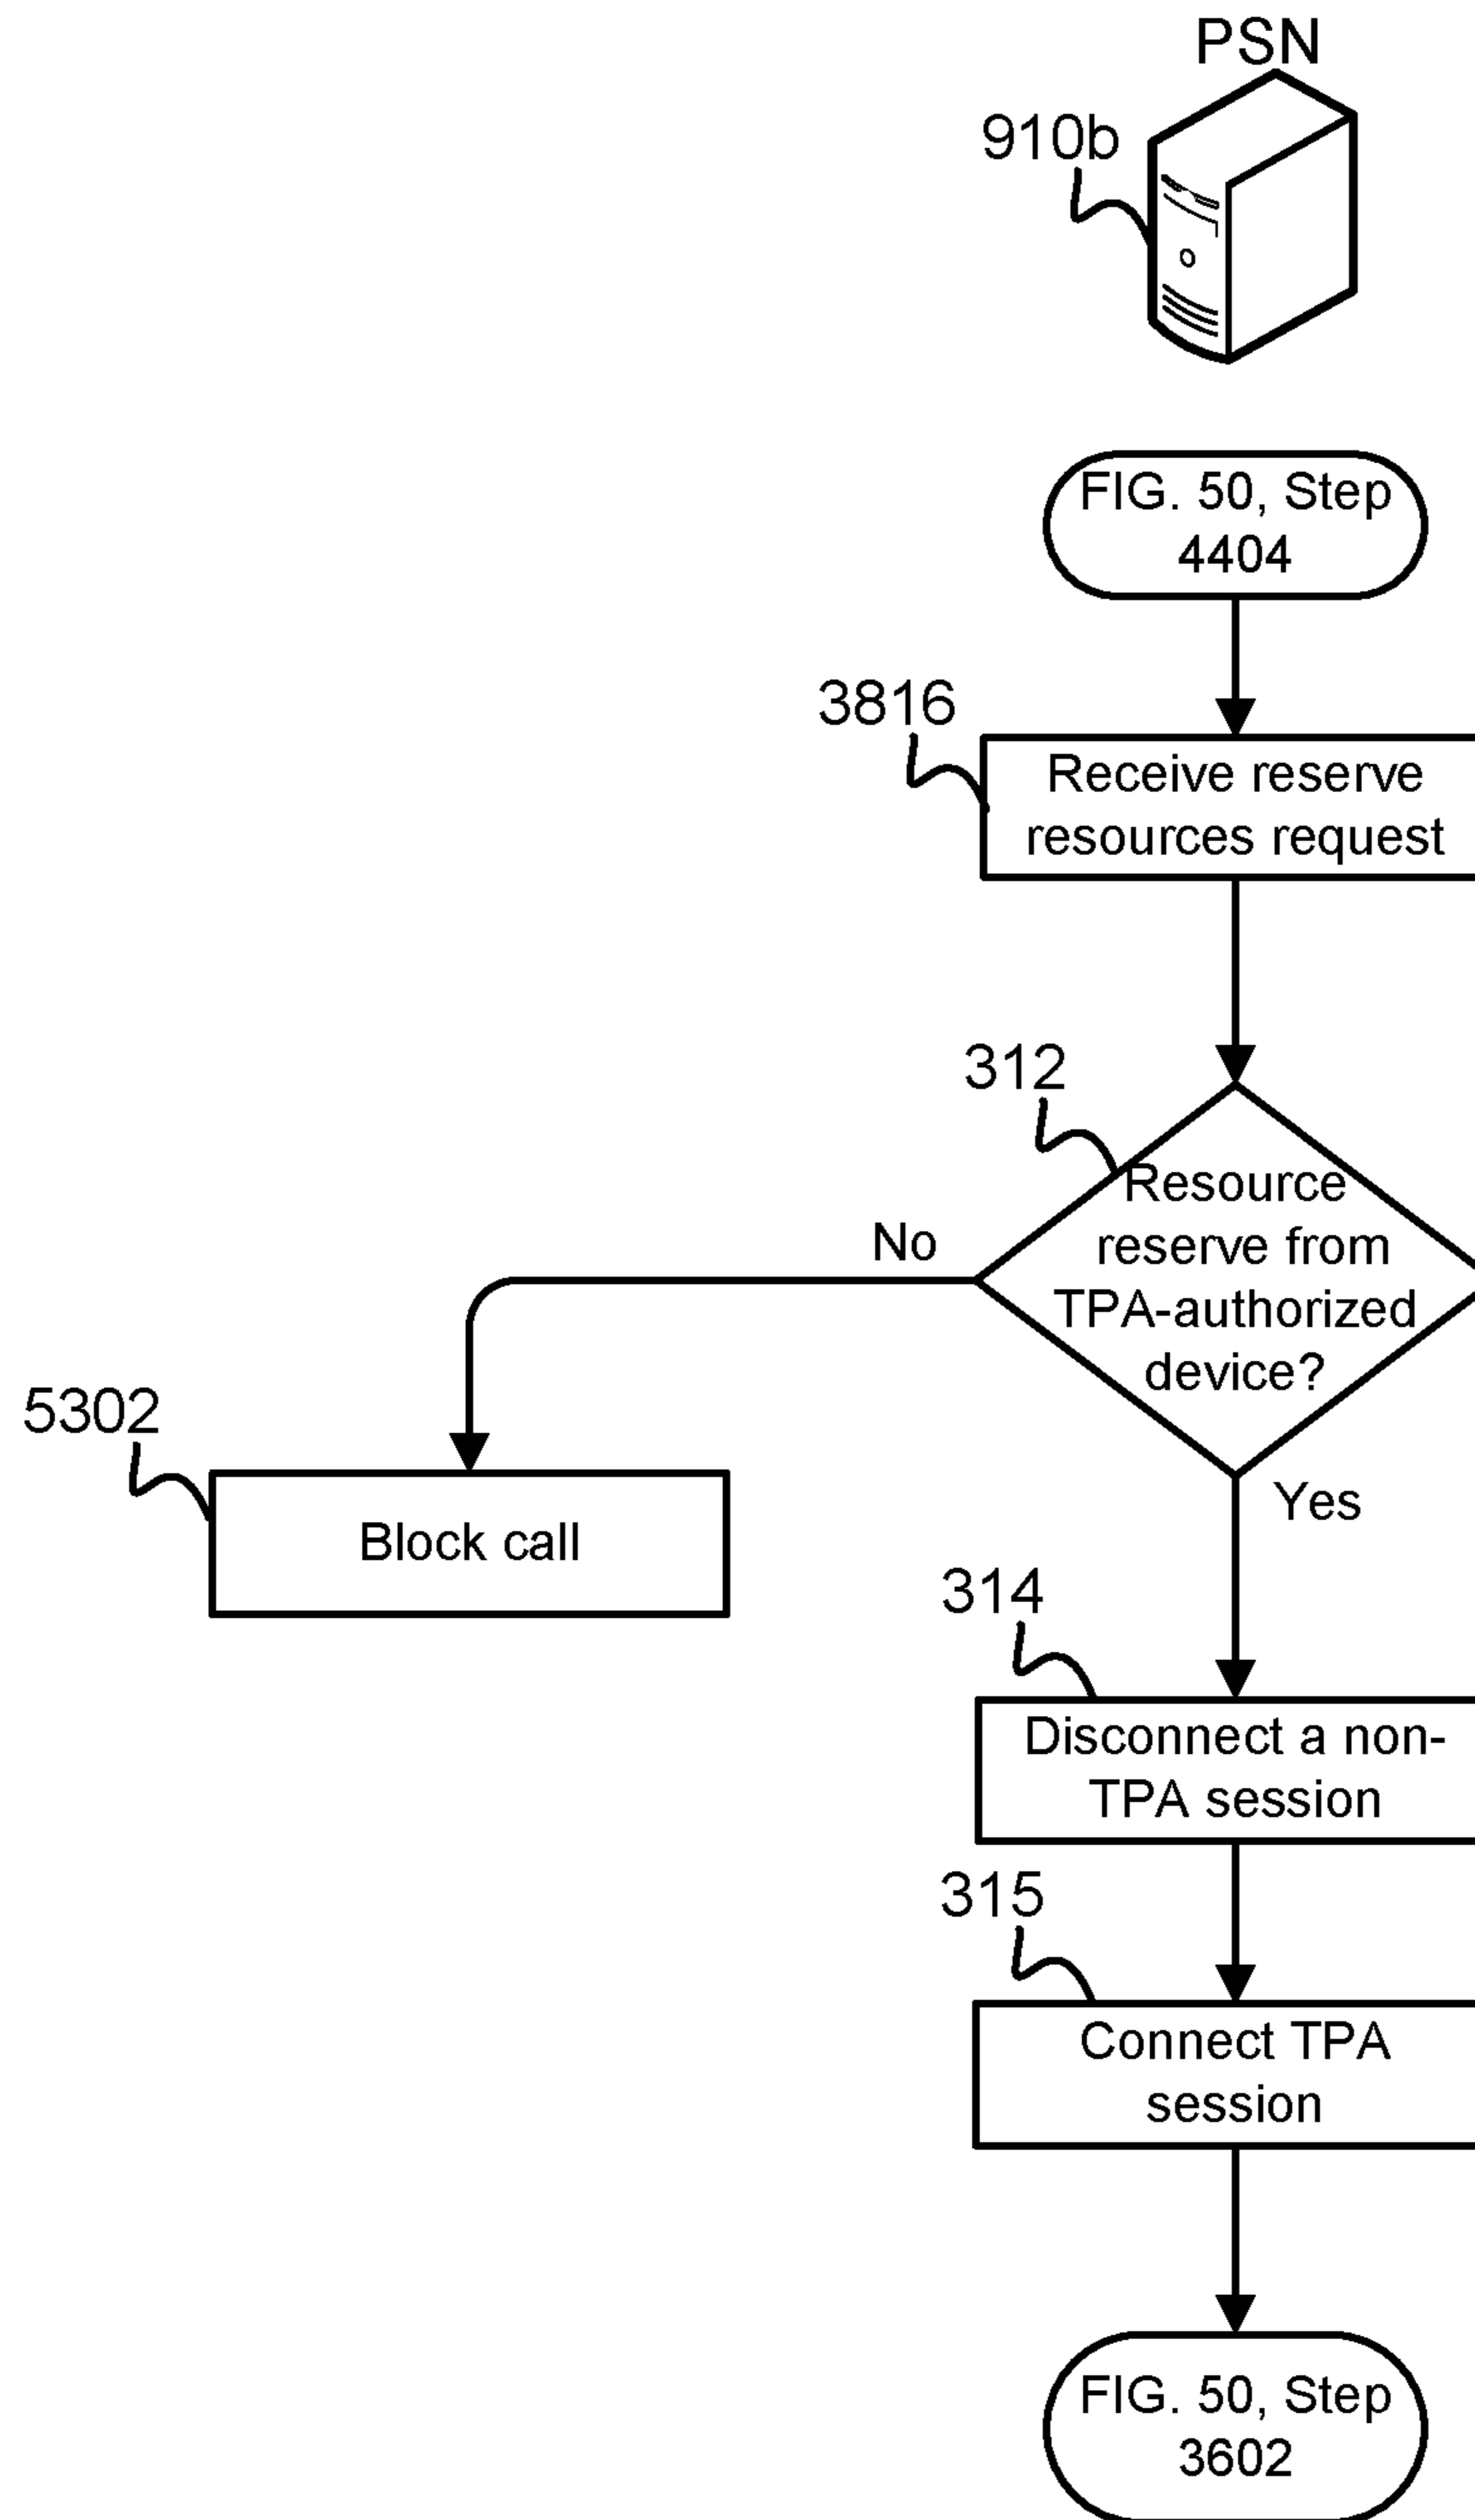 PSN
910b
FIG. 50, Step
4404
3816
Receive reserve
resources request
312
Resource
reserve from
TPA-authorized
device?
No
Yes
5302
Block call
314
Disconnect a non-
TPA session
315
Connect TPA
session
FIG. 50, Step
3602